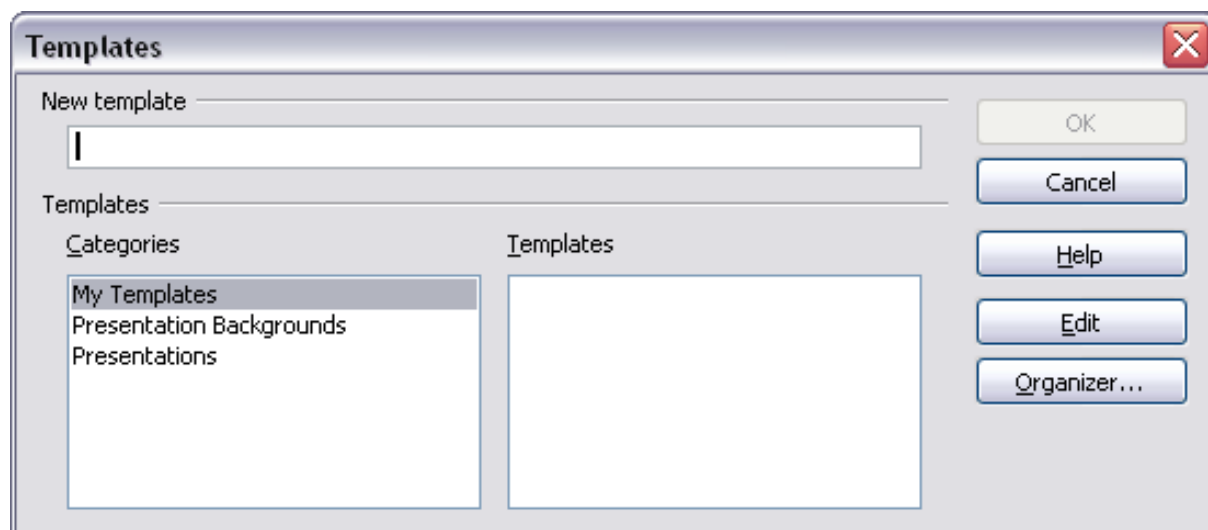 Templates
New template
OK
Cancel
Templates
Categories
Templates
Help
My Templates
Presentation Backgrounds
Presentations
Edit
Organizer...